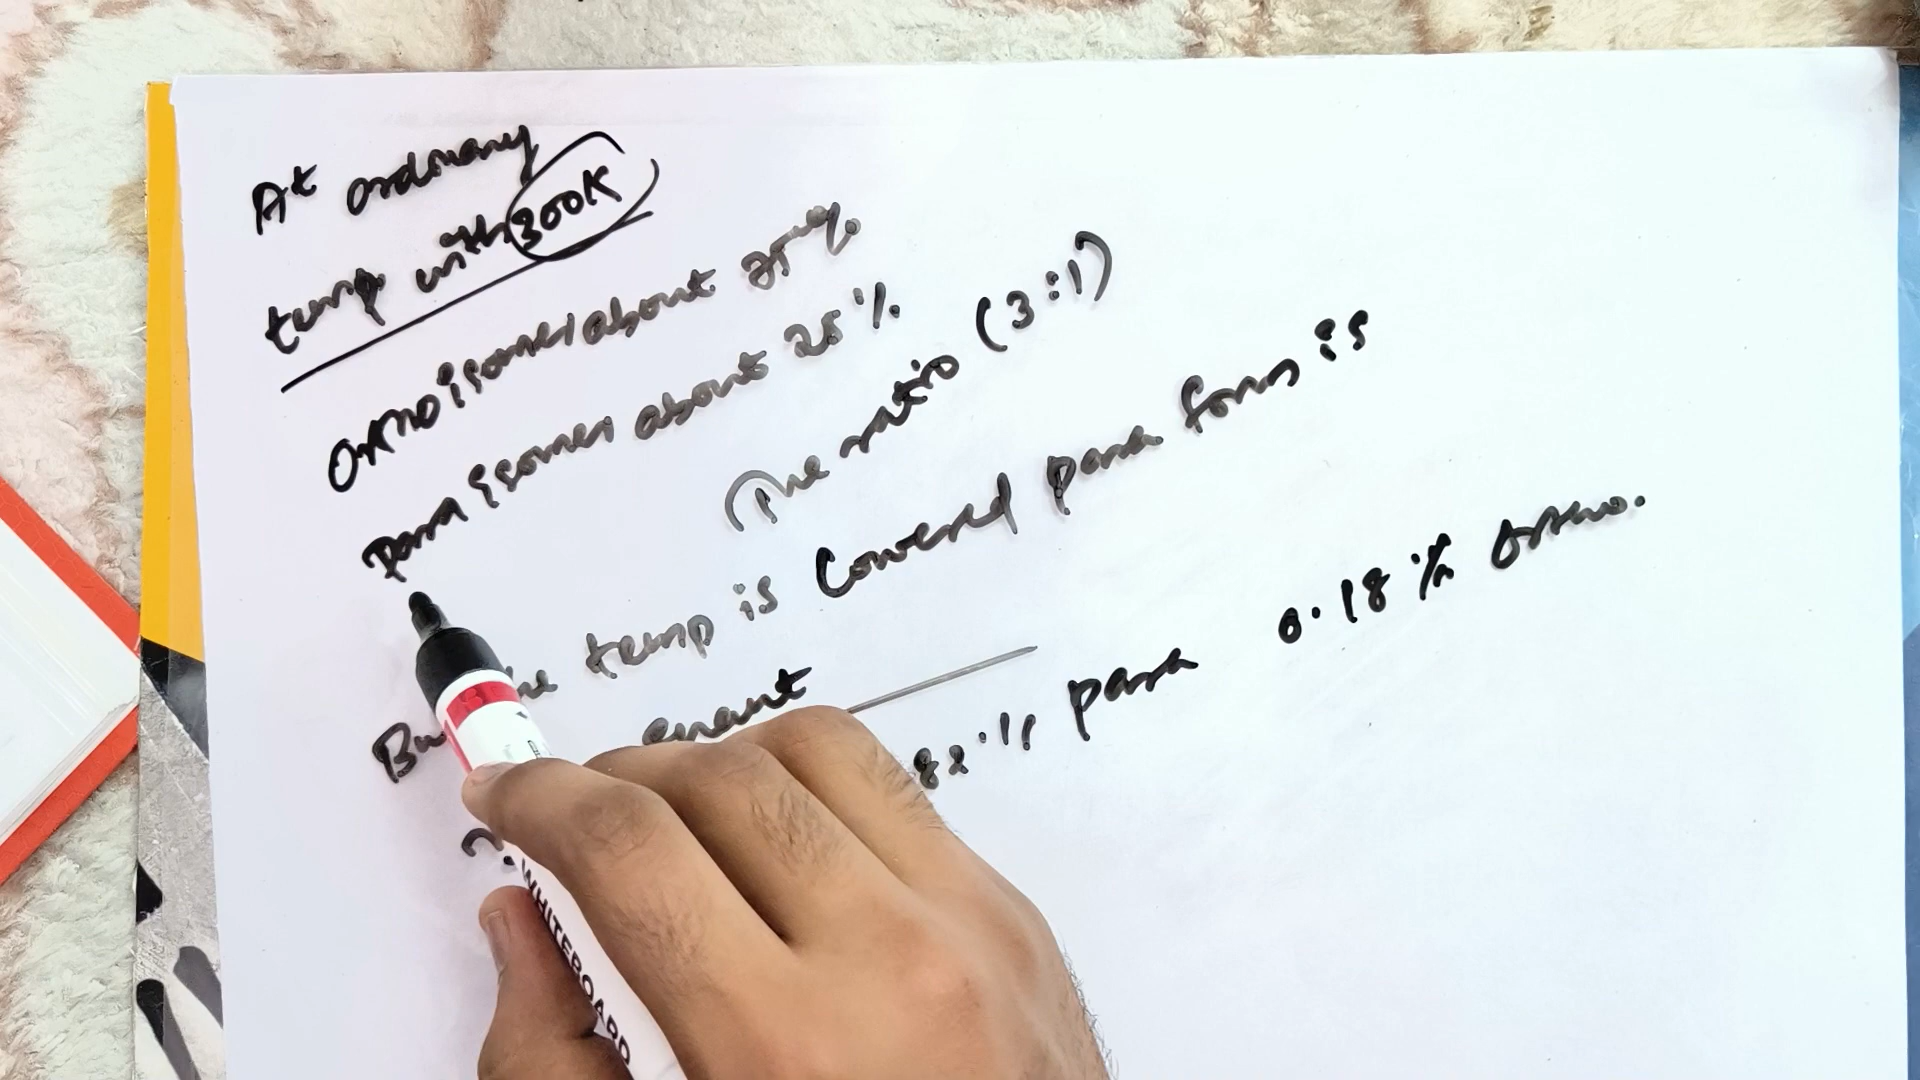 At ordinary
temp with 300K
Ortho isomer about 75%
para isomer about 25%
(The ratio (3:1)
But the temp is Lowered para form is
82% para 0.18% ortho.
WHITEBOARD